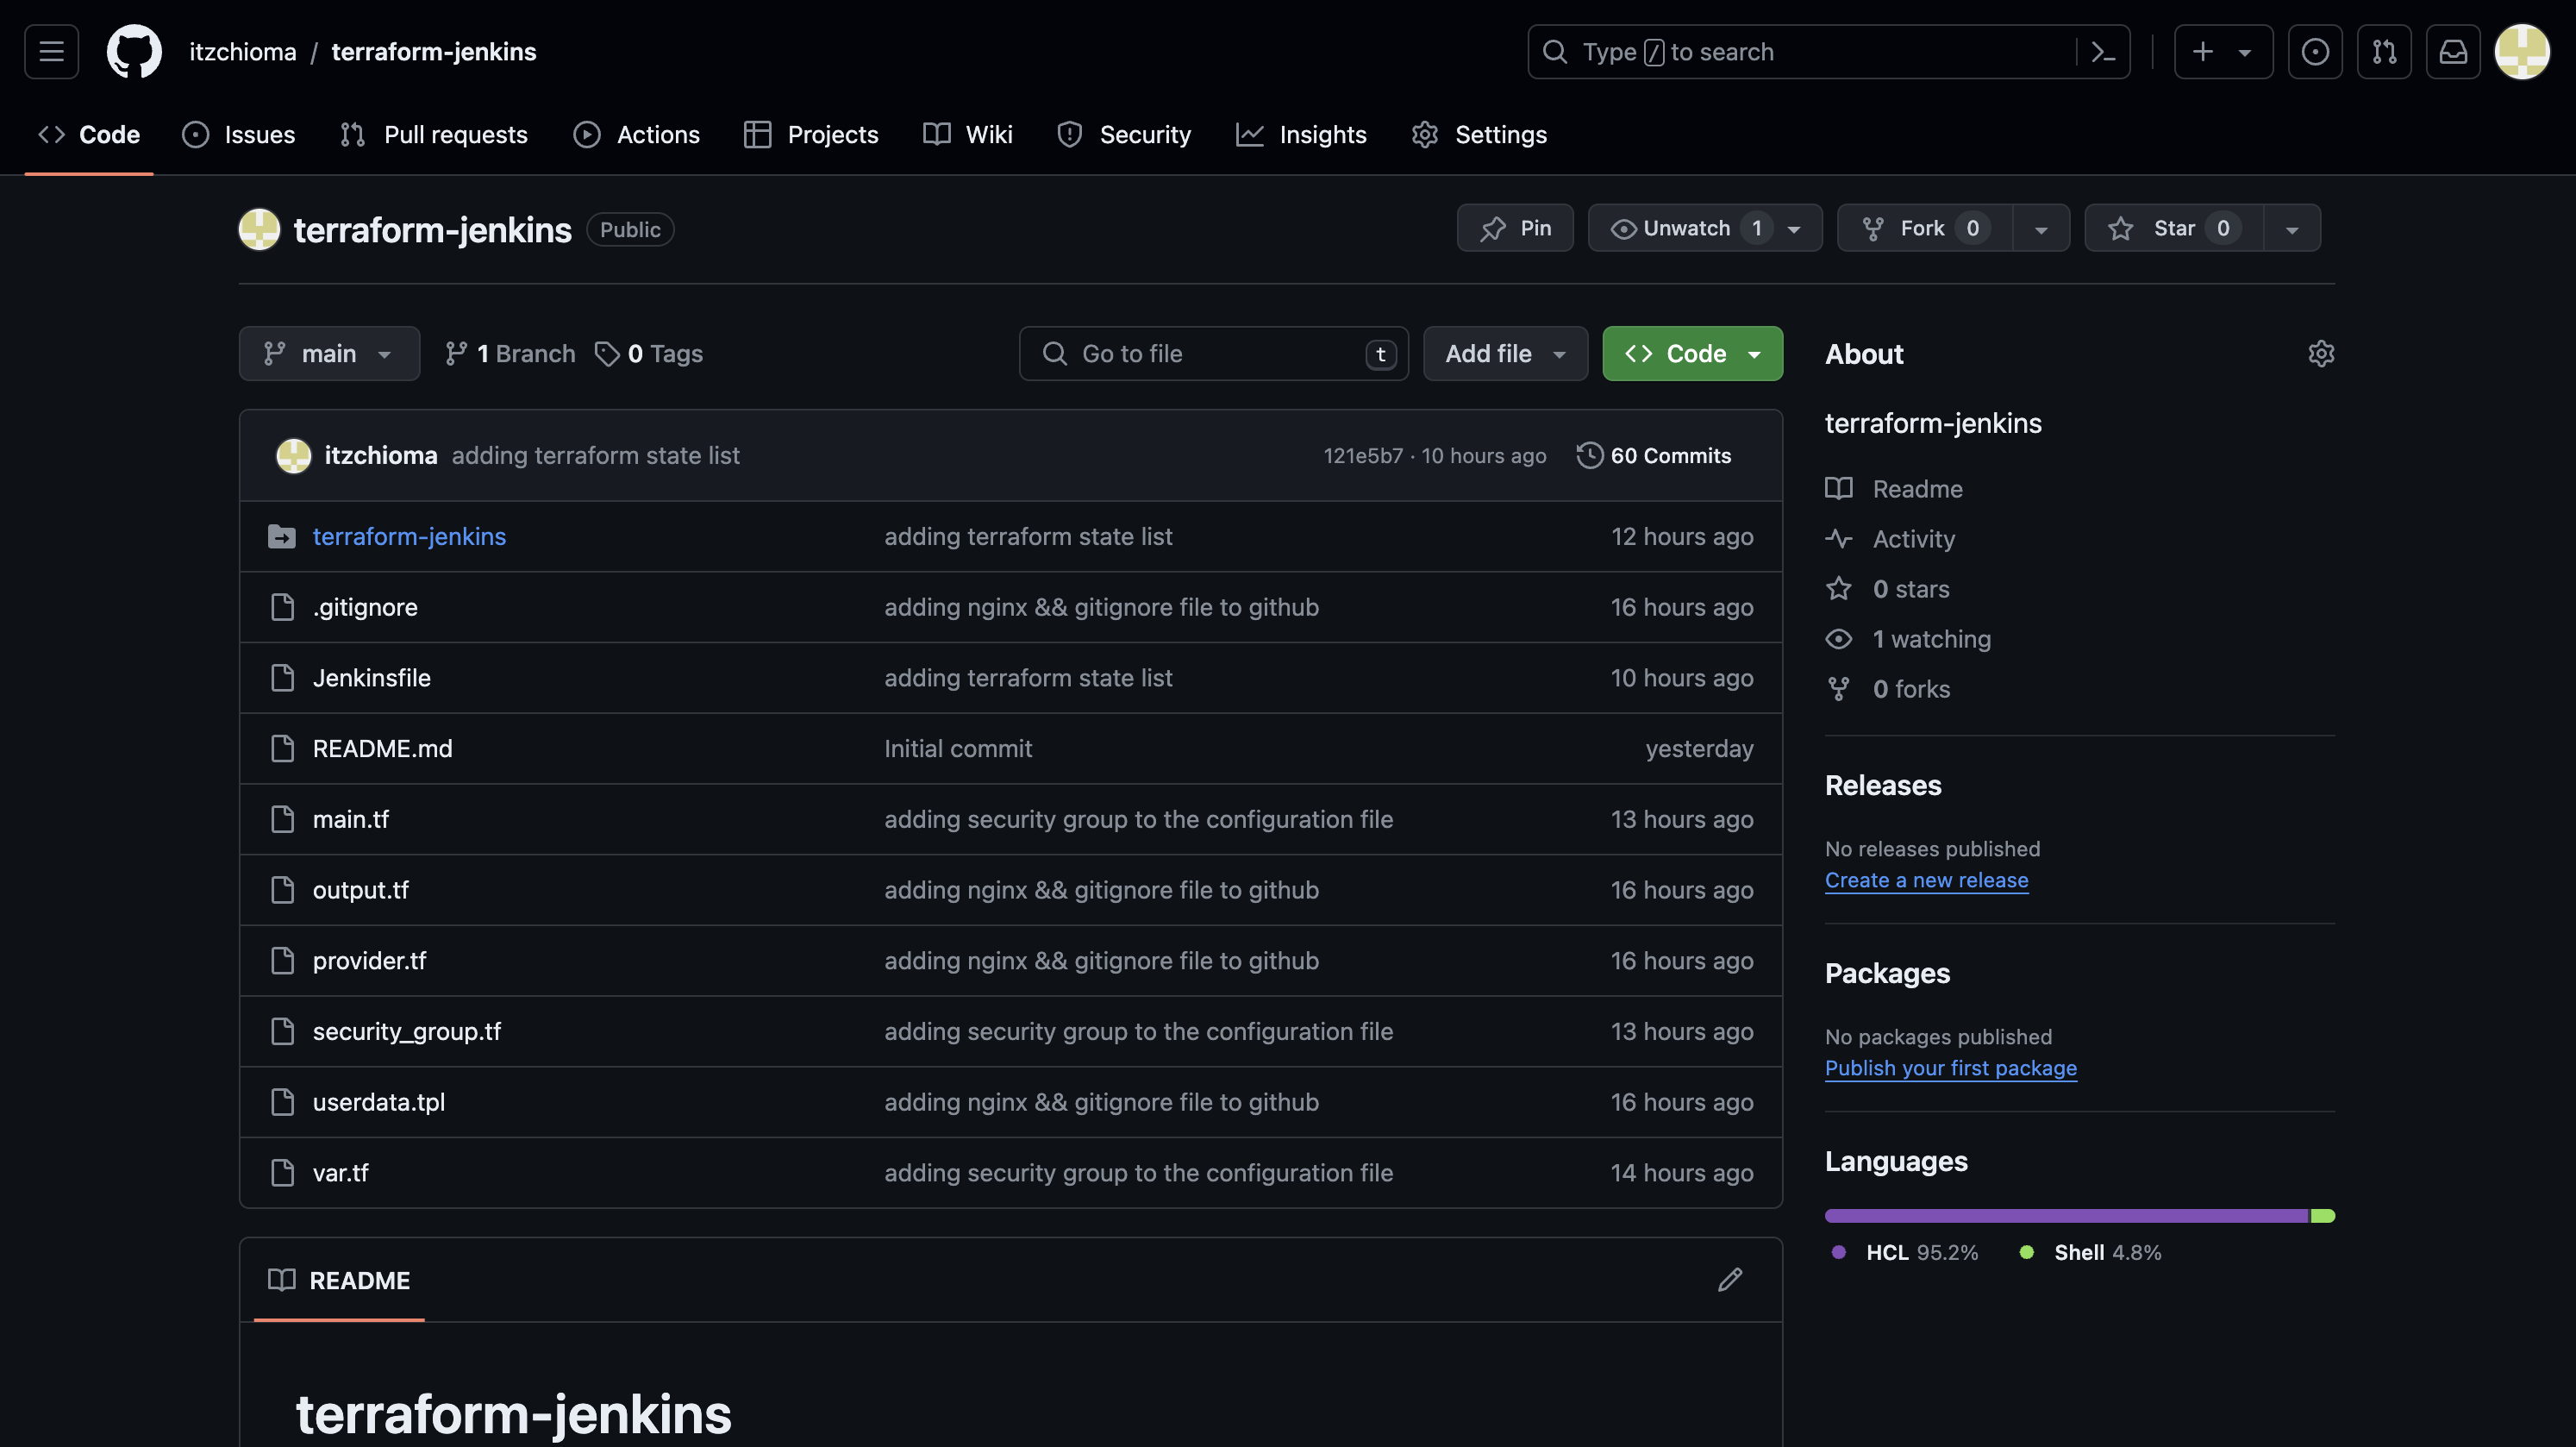 itzchioma / terraform-jenkins
Type / to search
Code Issues Pull requests Actions Projects Wiki Security Insights Settings
terraform-jenkins Public
Pin Unwatch 1 Fork 0 Star 0
main 1 Branch 0 Tags
Go to file t Add file Code
itzchioma adding terraform state list 121e5b7 · 10 hours ago 60 Commits
terraform-jenkins adding terraform state list 12 hours ago
.gitignore adding nginx && gitignore file to github 16 hours ago
Jenkinsfile adding terraform state list 10 hours ago
README.md Initial commit yesterday
main.tf adding security group to the configuration file 13 hours ago
output.tf adding nginx && gitignore file to github 16 hours ago
provider.tf adding nginx && gitignore file to github 16 hours ago
security_group.tf adding security group to the configuration file 13 hours ago
userdata.tpl adding nginx && gitignore file to github 16 hours ago
var.tf adding security group to the configuration file 14 hours ago
README
terraform-jenkins
About
terraform-jenkins
Readme
Activity
0 stars
1 watching
0 forks
Releases
No releases published
Create a new release
Packages
No packages published
Publish your first package
Languages
HCL 95.2% Shell 4.8%